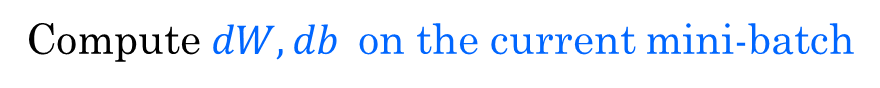 Compute dW, db on the current mini-batch